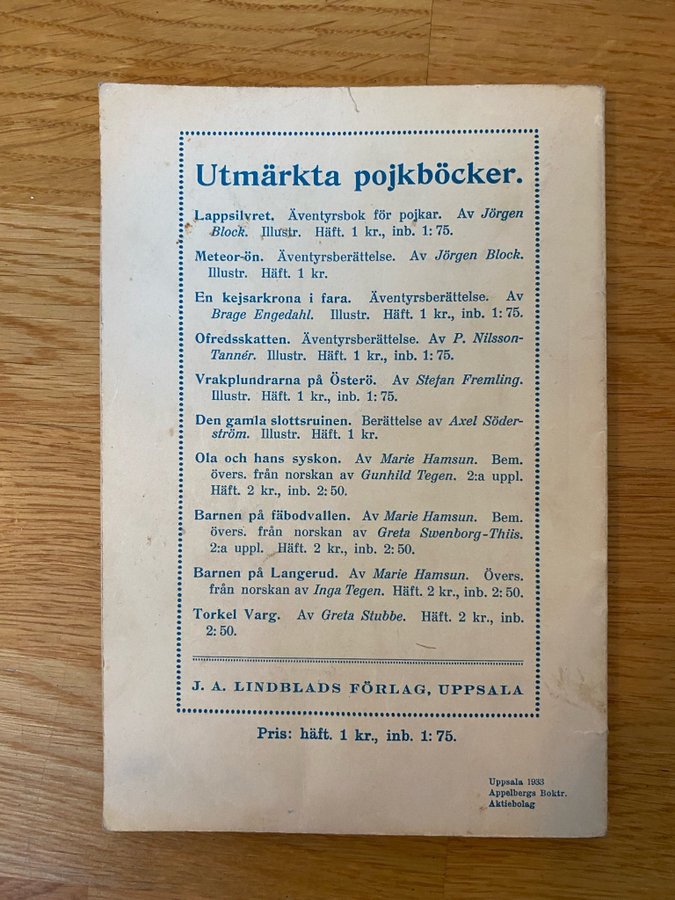 Utmärkta pojkböcker.
Lappsilvret. Äventyrsbok för pojkar. Av Jörgen
Block. Illustr. Häft. 1 kr., inb. 1:75.
Meteor-ön. Äventyrsberättelse. Av Jörgen Block.
Illustr. Häft. 1 kr.
En kejsarkrona i fara. Äventyrsberättelse. Av
Brage Engedahl. Illustr. Häft. 1 kr., inb. 1:75.
Ofredsskatten. Äventyrsberättelse. Av P. Nilsson-
Tannér. Illustr. Häft. 1 kr., inb. 1:75.
Vrakplundrarna på Österö. Av Stefan Fremling.
Illustr. Häft. 1 kr., inb. 1:75.
Den gamla slottsruinen. Berättelse av Axel Söder-
ström. Illustr. Häft. 1 kr.
Ola och hans syskon. Av Marie Hamsun. Bem.
övers. från norskan av Gunhild Tegen. 2:a uppl.
Häft. 2 kr., inb. 2:50.
Barnen på fäbodvallen. Av Marie Hamsun. Bem.
övers. från norskan av Greta Swenborg-Thiis.
2:a uppl. Häft. 2 kr., inb. 2:50.
Barnen på Langerud. Av Marie Hamsun. Övers.
från norskan av Inga Tegen. Häft. 2 kr., inb. 2:50.
Torkel Varg. Av Greta Stubbe. Häft. 2 kr., inb.
2:50.
J. A. LINDBLADS FÖRLAG, UPPSALA
Pris: häft. 1 kr., inb. 1:75.
Uppsala 1933
Appelbergs Boktr.
Aktiebolag